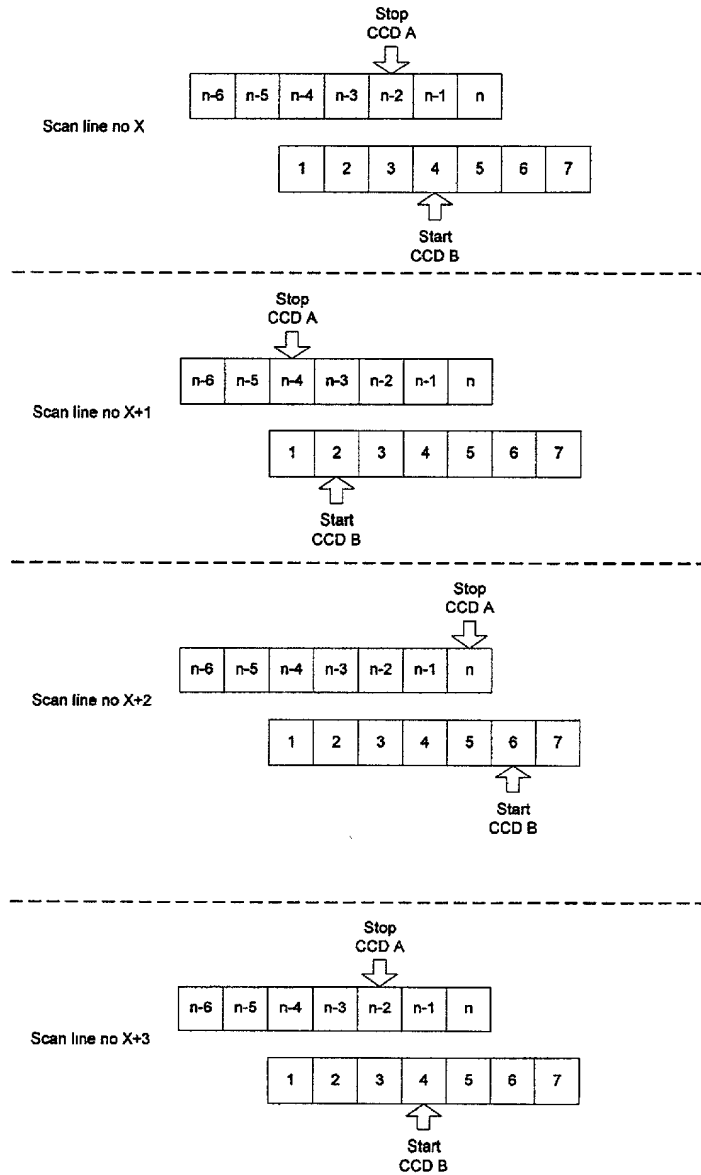 Stop
CCD A
n-6 n-5 n-4 n-3 n-2 n-1 n
Scan line no X
1 2 3 4 5 6 7
Start
CCD B
Stop
CCD A
n-6 n-5 n-4 n-3 n-2 n-1 n
Scan line no X+1
1 2 3 4 5 6 7
Start
CCD B
Stop
CCD A
n-6 n-5 n-4 n-3 n-2 n-1 n
Scan line no X+2
1 2 3 4 5 6 7
Start
CCD B
Stop
CCD A
n-6 n-5 n-4 n-3 n-2 n-1 n
Scan line no X+3
1 2 3 4 5 6 7
Start
CCD B